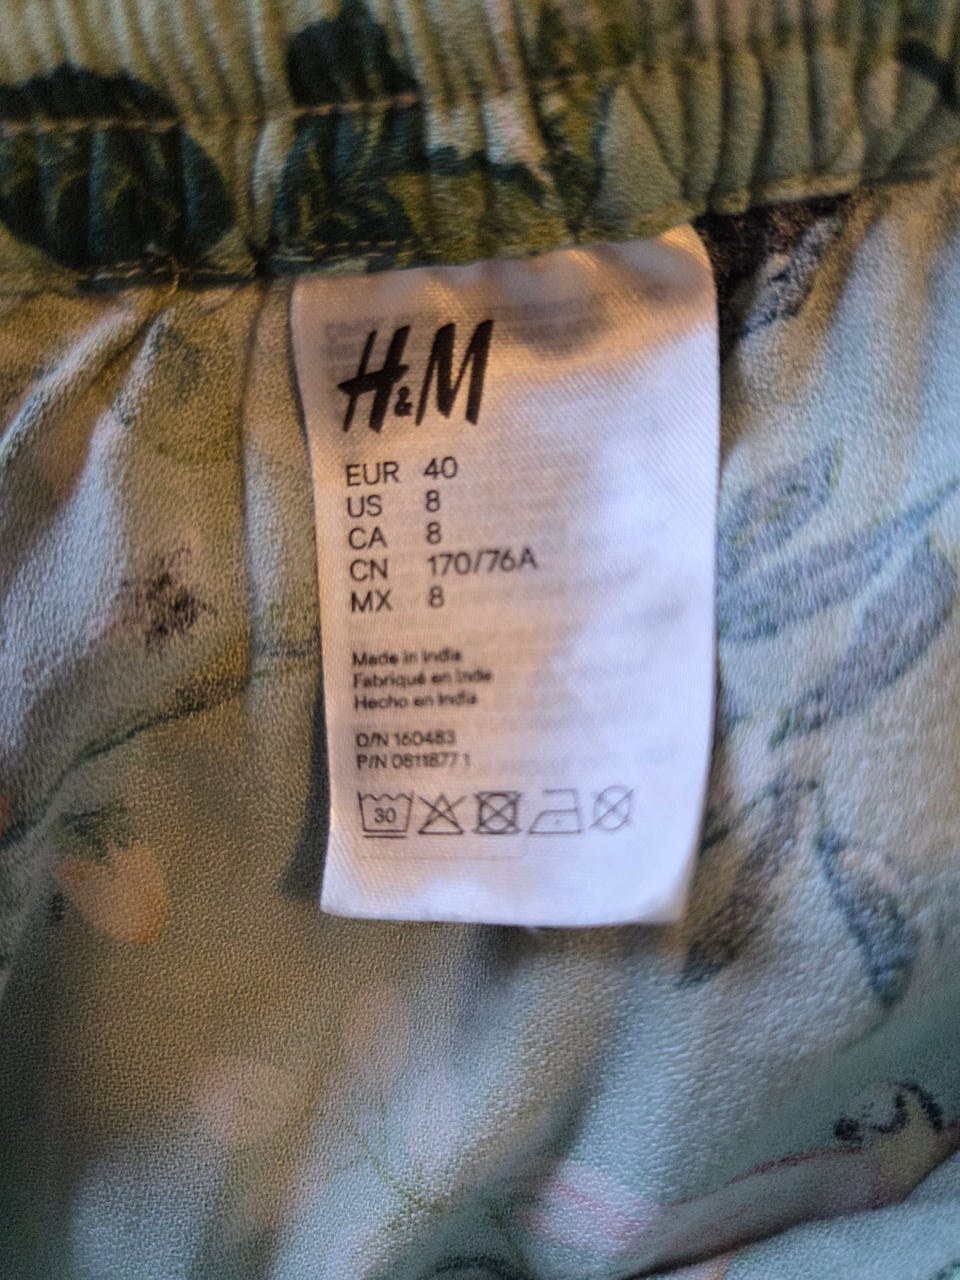 H&M
EUR 40
US 8
CA 8
CN 170/76A
MX 8
Made in India
Fabriqué en Inde
Hecho en India
O/N 160483
P/N 0811877 1
30